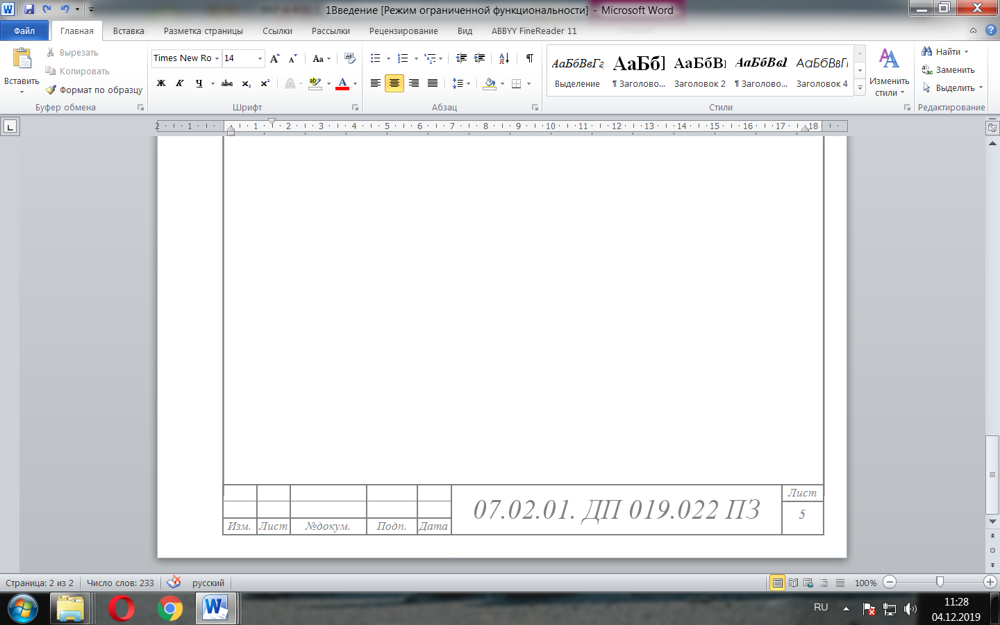 1Введение [Режим ограниченной функциональности] - Microsoft Word
Файл Главная Вставка Разметка страницы Ссылки Рассылки Рецензирование Вид ABBYY FineReader 11
Вставить
Вырезать
Копировать
Формат по образцу
Буфер обмена
Times New Ro 14
Ж К Ч abc x₂ x²
Шрифт
Абзац
АаБбВвГг АаБб АаБбВ АаБбВвІ АаБбВвГ
Выделение ¶ Заголово... Заголовок 2 ¶ Заголово... Заголовок 4
Стили
Изменить
стили
Найти
Заменить
Выделить
Редактирование
2 1 1 2 3 4 5 6 7 8 9 10 11 12 13 14 15 16 17 18
Изм. Лист №докум. Подп. Дата
07.02.01. ДП 019.022 ПЗ
Лист
5
Страница: 2 из 2 Число слов: 233 русский 100%
RU
11:28
04.12.2019